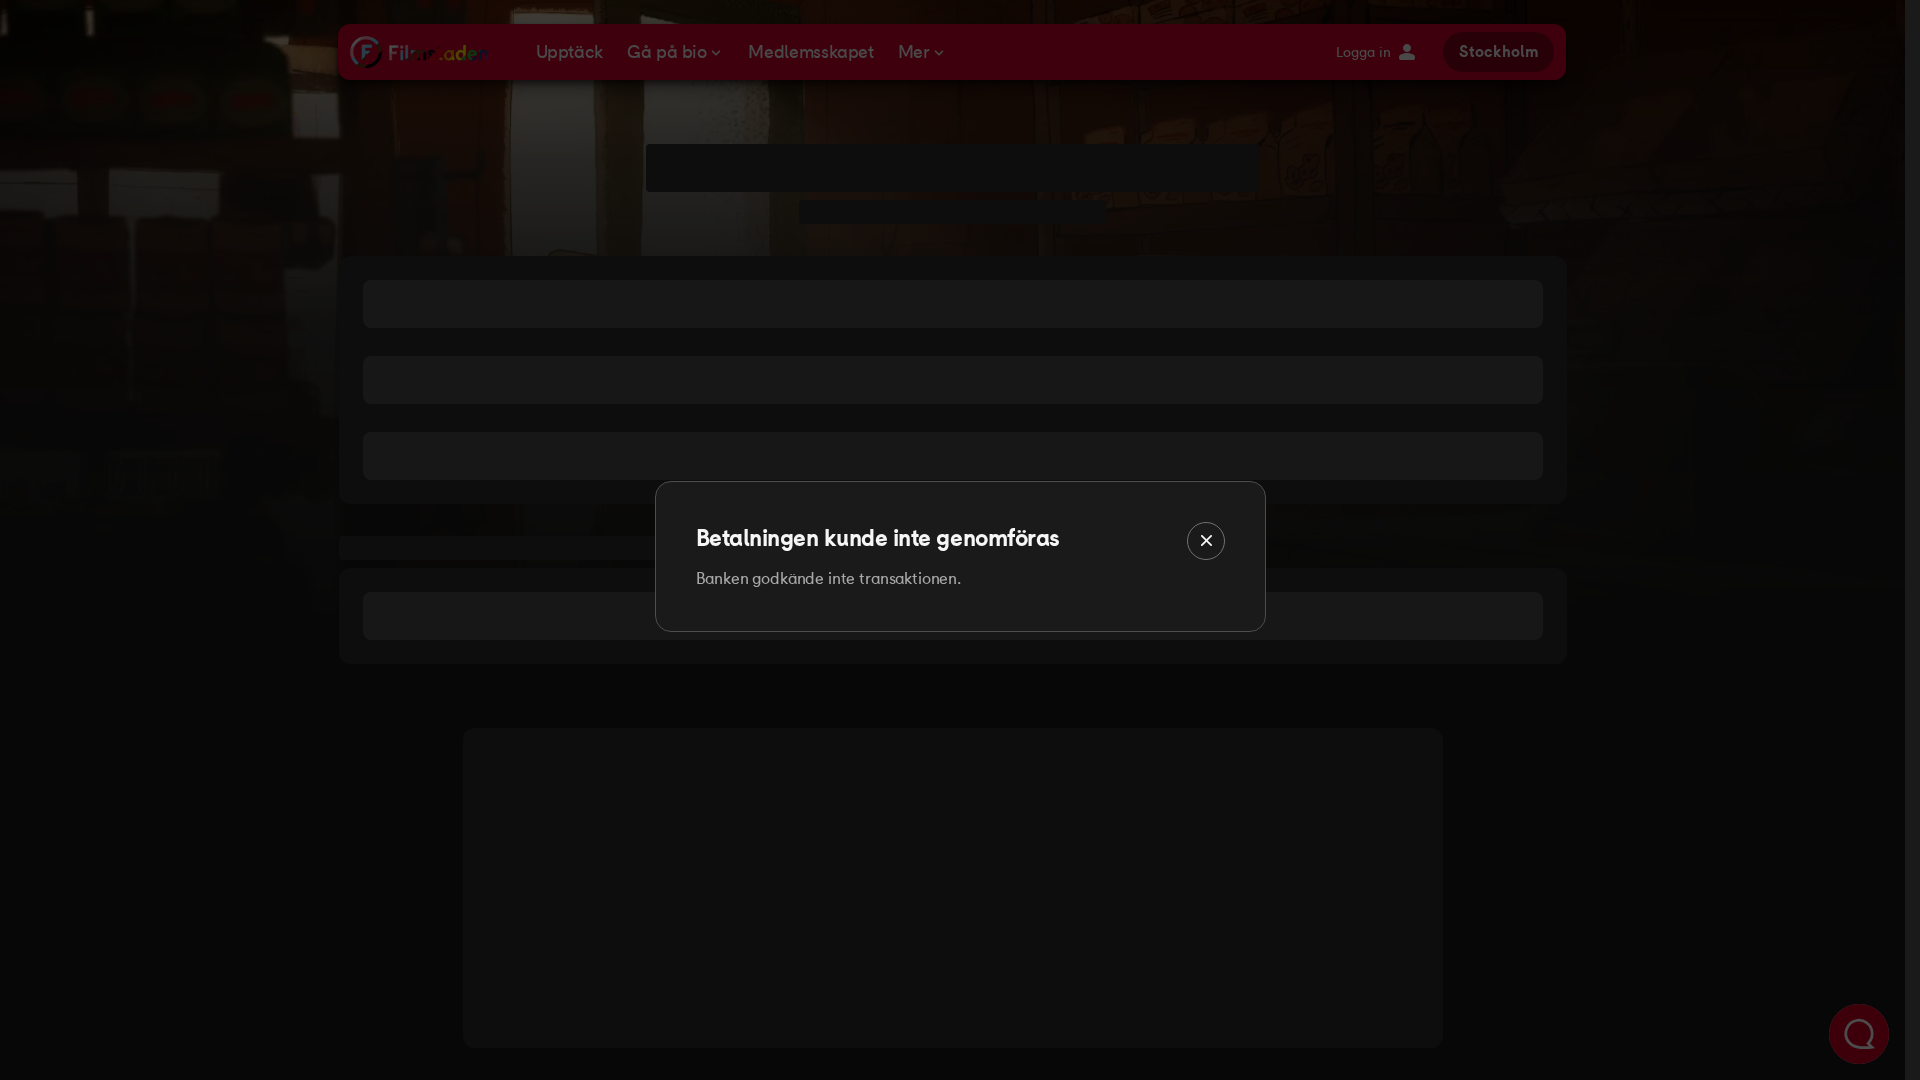 Filmstaden
Upptäck
Gå på bio
Medlemsskapet
Mer
Logga in
Stockholm
Betalningen kunde inte genomföras
Banken godkände inte transaktionen.